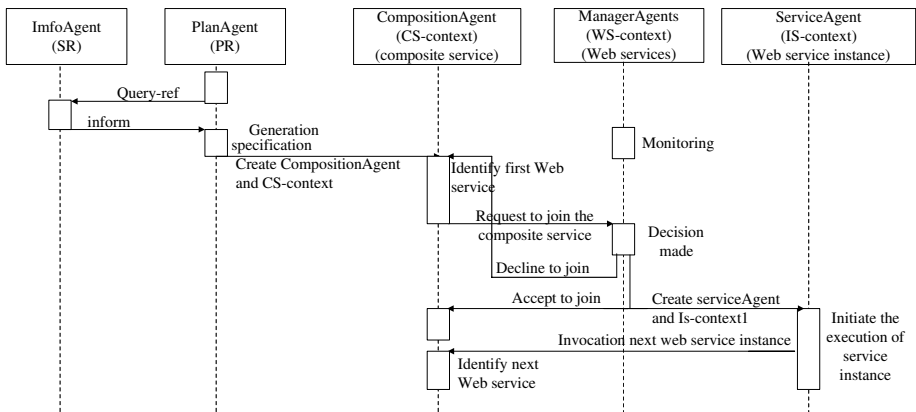 ImfoAgent
(SR)
PlanAgent
(PR)
CompositionAgent
(CS-context)
(composite service)
ManagerAgents
(WS-context)
(Web services)
ServiceAgent
(IS-context)
(Web service instance)
Query-ref
inform
Generation
specification
Create CompositionAgent
and CS-context
Identify first Web
service
Monitoring
Request to join the
composite service
Decision
made
Decline to join
Accept to join
Create serviceAgent
and Is-context1
Initiate the
execution of
service
instance
Invocation next web service instance
Identify next
Web service